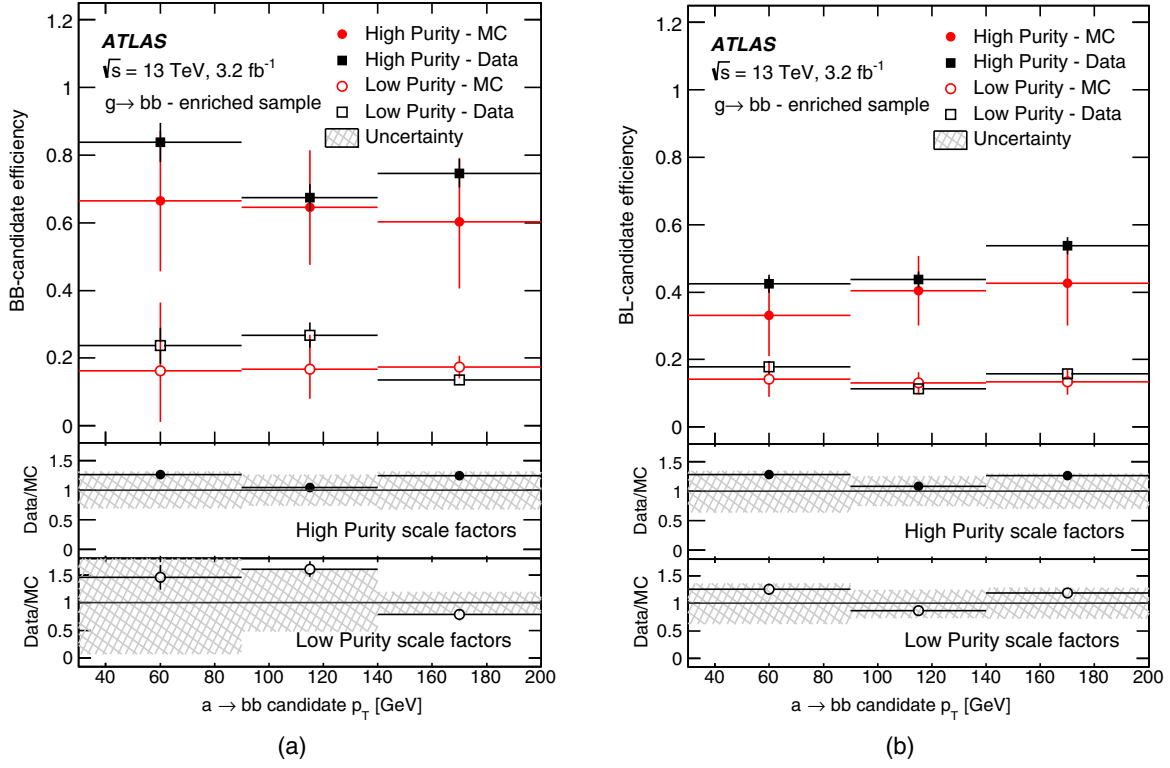 BB-candidate efficiency
1.2
1
0.8
0.6
0.4
0.2
0
ATLAS
√s = 13 TeV, 3.2 fb⁻¹
g → bb - enriched sample
High Purity - MC
High Purity - Data
Low Purity - MC
Low Purity - Data
Uncertainty
Data/MC
1.5
1
0.5
0
High Purity scale factors
Data/MC
1.5
1
0.5
0
Low Purity scale factors
40 60 80 100 120 140 160 180 200
a → bb candidate p_T [GeV]
(a)
BL-candidate efficiency
1.2
1
0.8
0.6
0.4
0.2
0
ATLAS
√s = 13 TeV, 3.2 fb⁻¹
g → bb - enriched sample
High Purity - MC
High Purity - Data
Low Purity - MC
Low Purity - Data
Uncertainty
Data/MC
1.5
1
0.5
0
High Purity scale factors
Data/MC
1.5
1
0.5
0
Low Purity scale factors
40 60 80 100 120 140 160 180 200
a → bb candidate p_T [GeV]
(b)